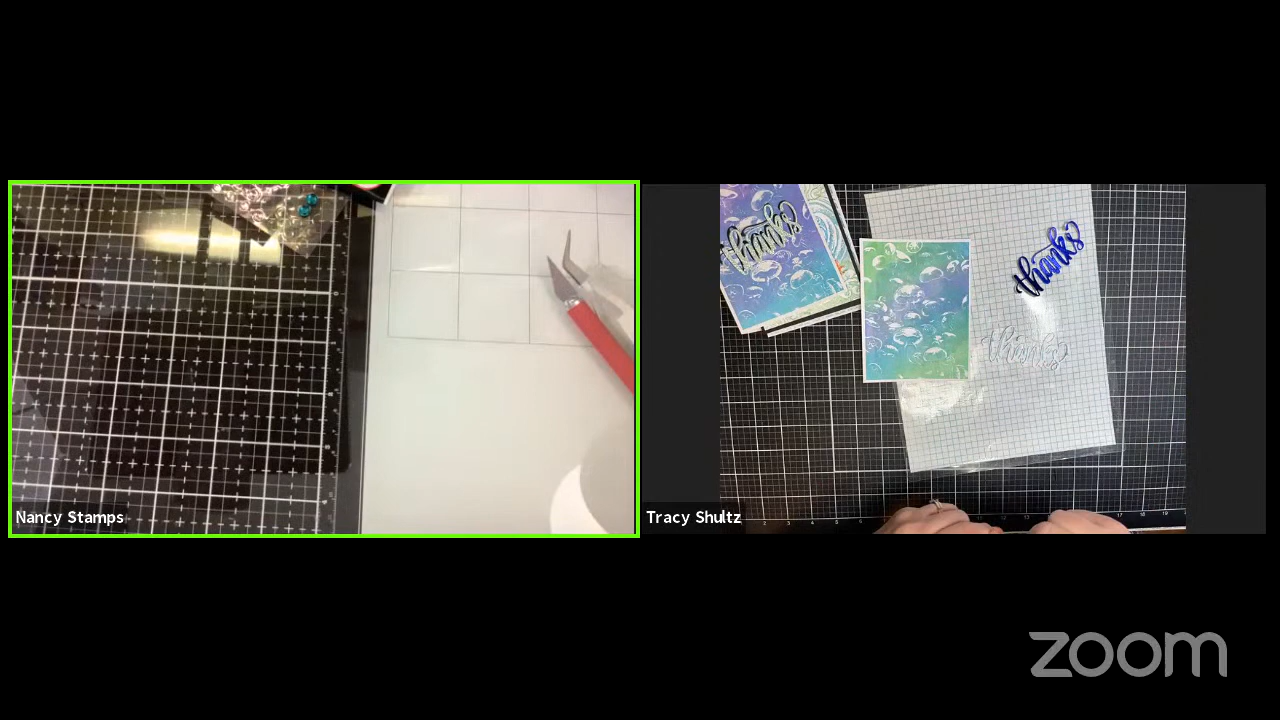 thanks
thanks
thanks
Nancy Stamps
Tracy Shultz
zoom